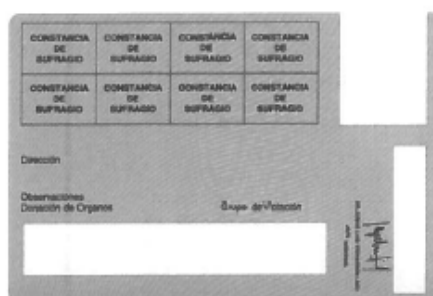 CONSTANCIA CONSTANCIA CONSTANCIA CONSTANCIA
DE DE DE DE
SUFRAGIO SUFRAGIO SUFRAGIO SUFRAGIO
CONSTANCIA CONSTANCIA CONSTANCIA CONSTANCIA
DE DE DE DE
SUFRAGIO SUFRAGIO SUFRAGIO SUFRAGIO
Dirección
Observaciones
Donación de Organos Grupo de Votación